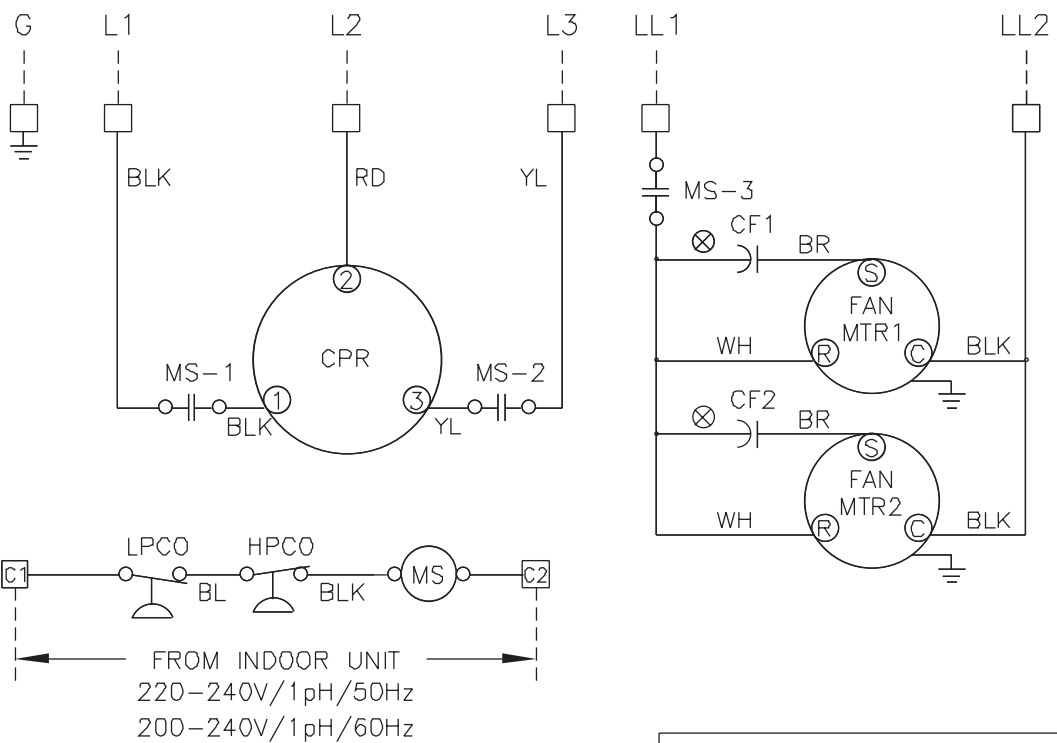 G L1 L2 L3 LL1 LL2
BLK RD YL MS-3
CF1 BR
S
FAN
MTR1
WH R C BLK
2
CPR
MS-1 MS-2
1 3
BLK YL
CF2 BR
S
FAN
MTR2
WH R C BLK
LPCO HPCO
C1 MS C2
BL BLK
FROM INDOOR UNIT
220-240V/1pH/50Hz
200-240V/1pH/60Hz